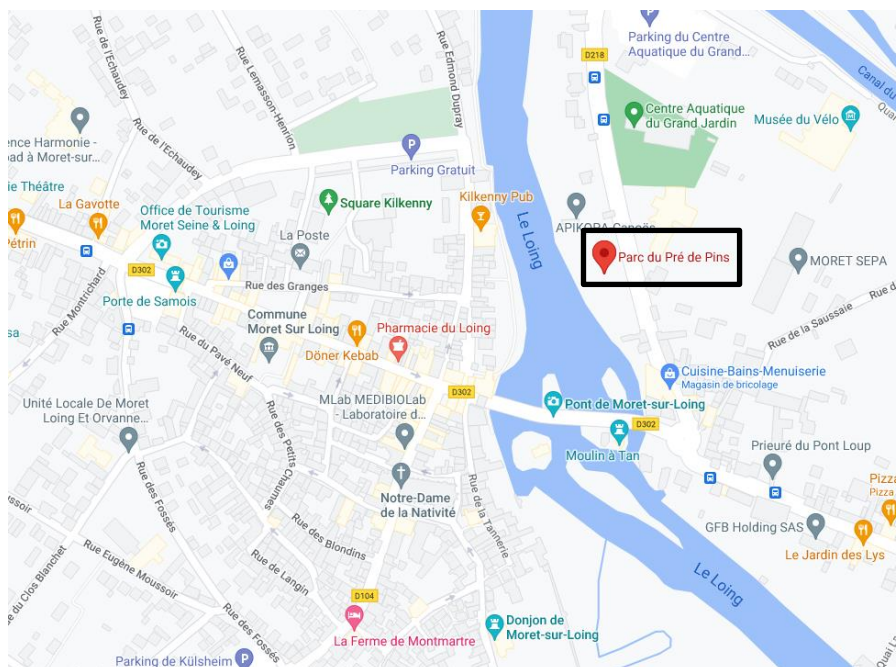 Parking du Centre
Aquatique du Grand...
D218
Canal du
Rue de l'Echaudey
Rue Lemasson-Henrion
Rue Edmond Dupray
Centre Aquatique
du Grand Jardin
Musée du Vélo
ence Harmonie -
oad à Moret-sur...
Rue de l'Echaudey
P
Parking Gratuit
ie Théâtre
La Gavotte
Square Kilkenny
Kilkenny Pub
Le Loing
Office de Tourisme
Moret Seine & Loing
La Poste
Pétrin
D302
Parc du Pré de Pins
MORET SEPA
Porte de Samois
Rue des Granges
Rue Montrichard
Commune
Moret Sur Loing
Pharmacie du Loing
Rue de la Saussaie
Rue d
sa
Döner Kebab
Rue du Pavé Neuf
Cuisine-Bains-Menuiserie
Magasin de bricolage
D302
Unité Locale De Moret
Loing Et Orvanne...
MLab MEDIBIOLab
- Laboratoire d...
Pont de Moret-sur-Loing
D302
Moulin à Tan
Prieuré du Pont Loup
Rue des Petits Chaumes
Notre-Dame
de la Nativité
Rue de la Tannerie
Pizza
Pizza
Rue des Fossés
GFB Holding SAS
Rue des Blondins
Le Jardin des Lys
ssoir
Rue Eugène Moussoir
Rue de Langin
Le Loing
e du Clos Blanchet
D104
La Ferme de Montmartre
Donjon de
Moret-sur-Loing
Rue des Fossés
Parking de Külsheim
P